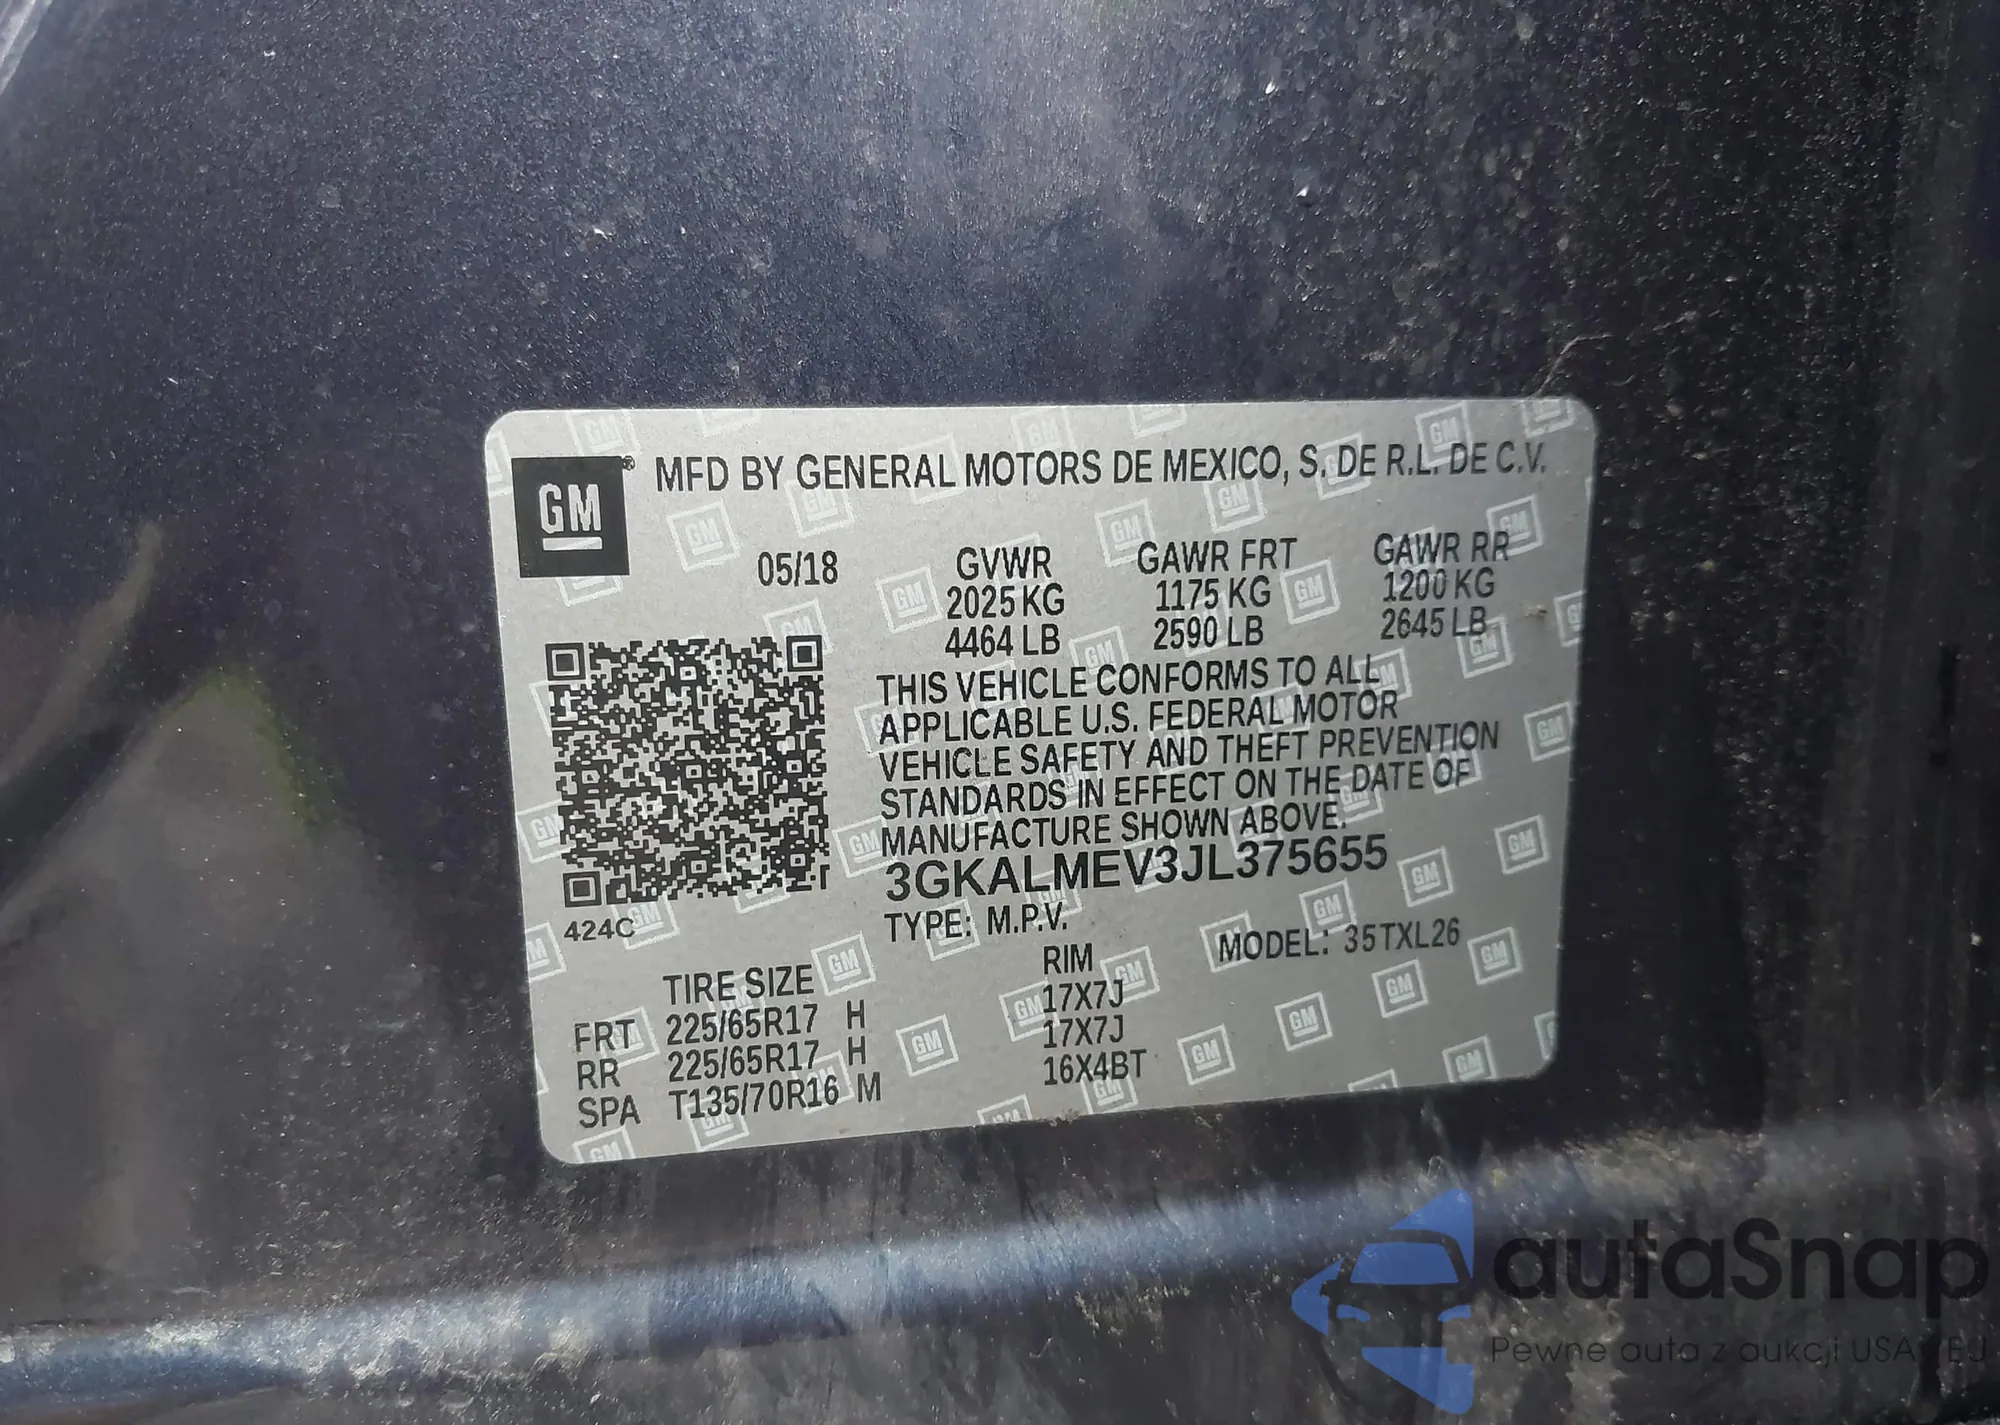 GM
MFD BY GENERAL MOTORS DE MEXICO, S. DE R.L. DE C.V.
05/18 GVWR GAWR FRT GAWR RR
2025 KG 1175 KG 1200 KG
4464 LB 2590 LB 2645 LB
THIS VEHICLE CONFORMS TO ALL
APPLICABLE U.S. FEDERAL MOTOR
VEHICLE SAFETY AND THEFT PREVENTION
STANDARDS IN EFFECT ON THE DATE OF
MANUFACTURE SHOWN ABOVE.
3GKALMEV3JL375655
424C
TYPE: M.P.V. MODEL: 35TXL26
TIRE SIZE RIM
FRT 225/65R17 H 17X7J
RR 225/65R17 H 17X7J
SPA T135/70R16 M 16X4BT
autaSnap
Pewne auta z aukcji USA i EU